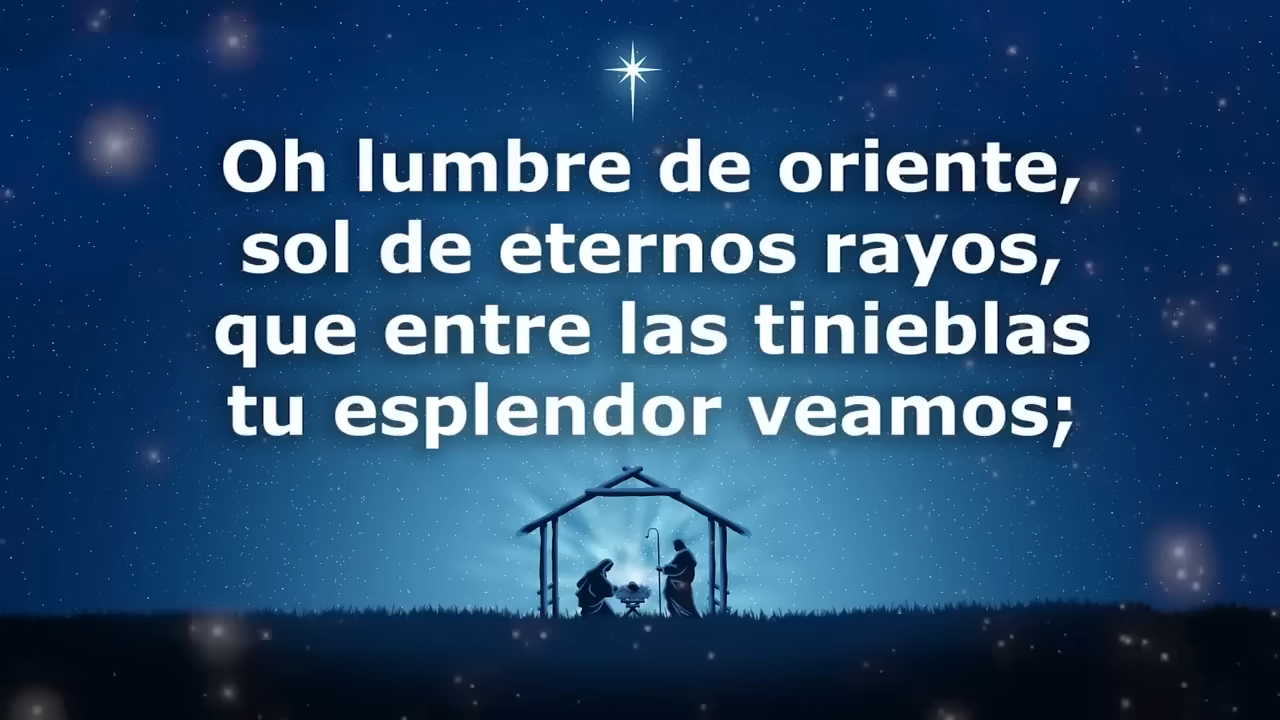 Oh lumbre de oriente,
sol de eternos rayos,
que entre las tinieblas
tu esplendor veamos;